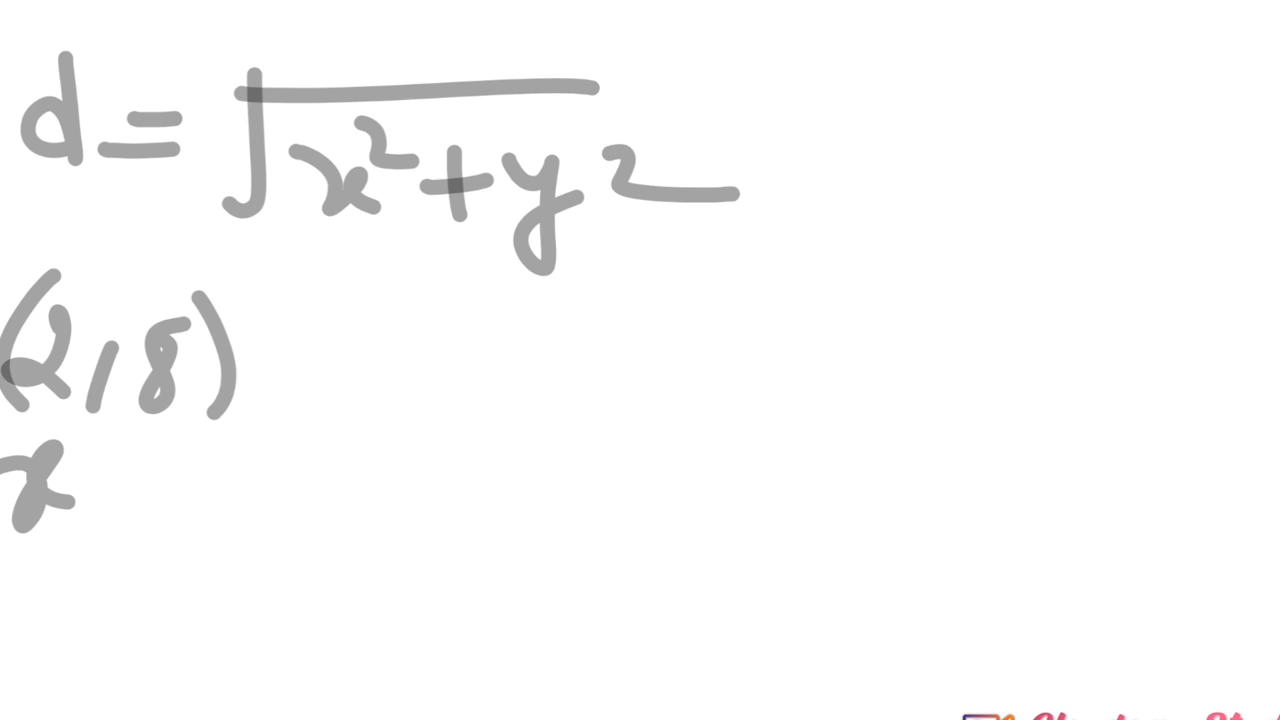 d = √x² + y²
(2, 8)
x